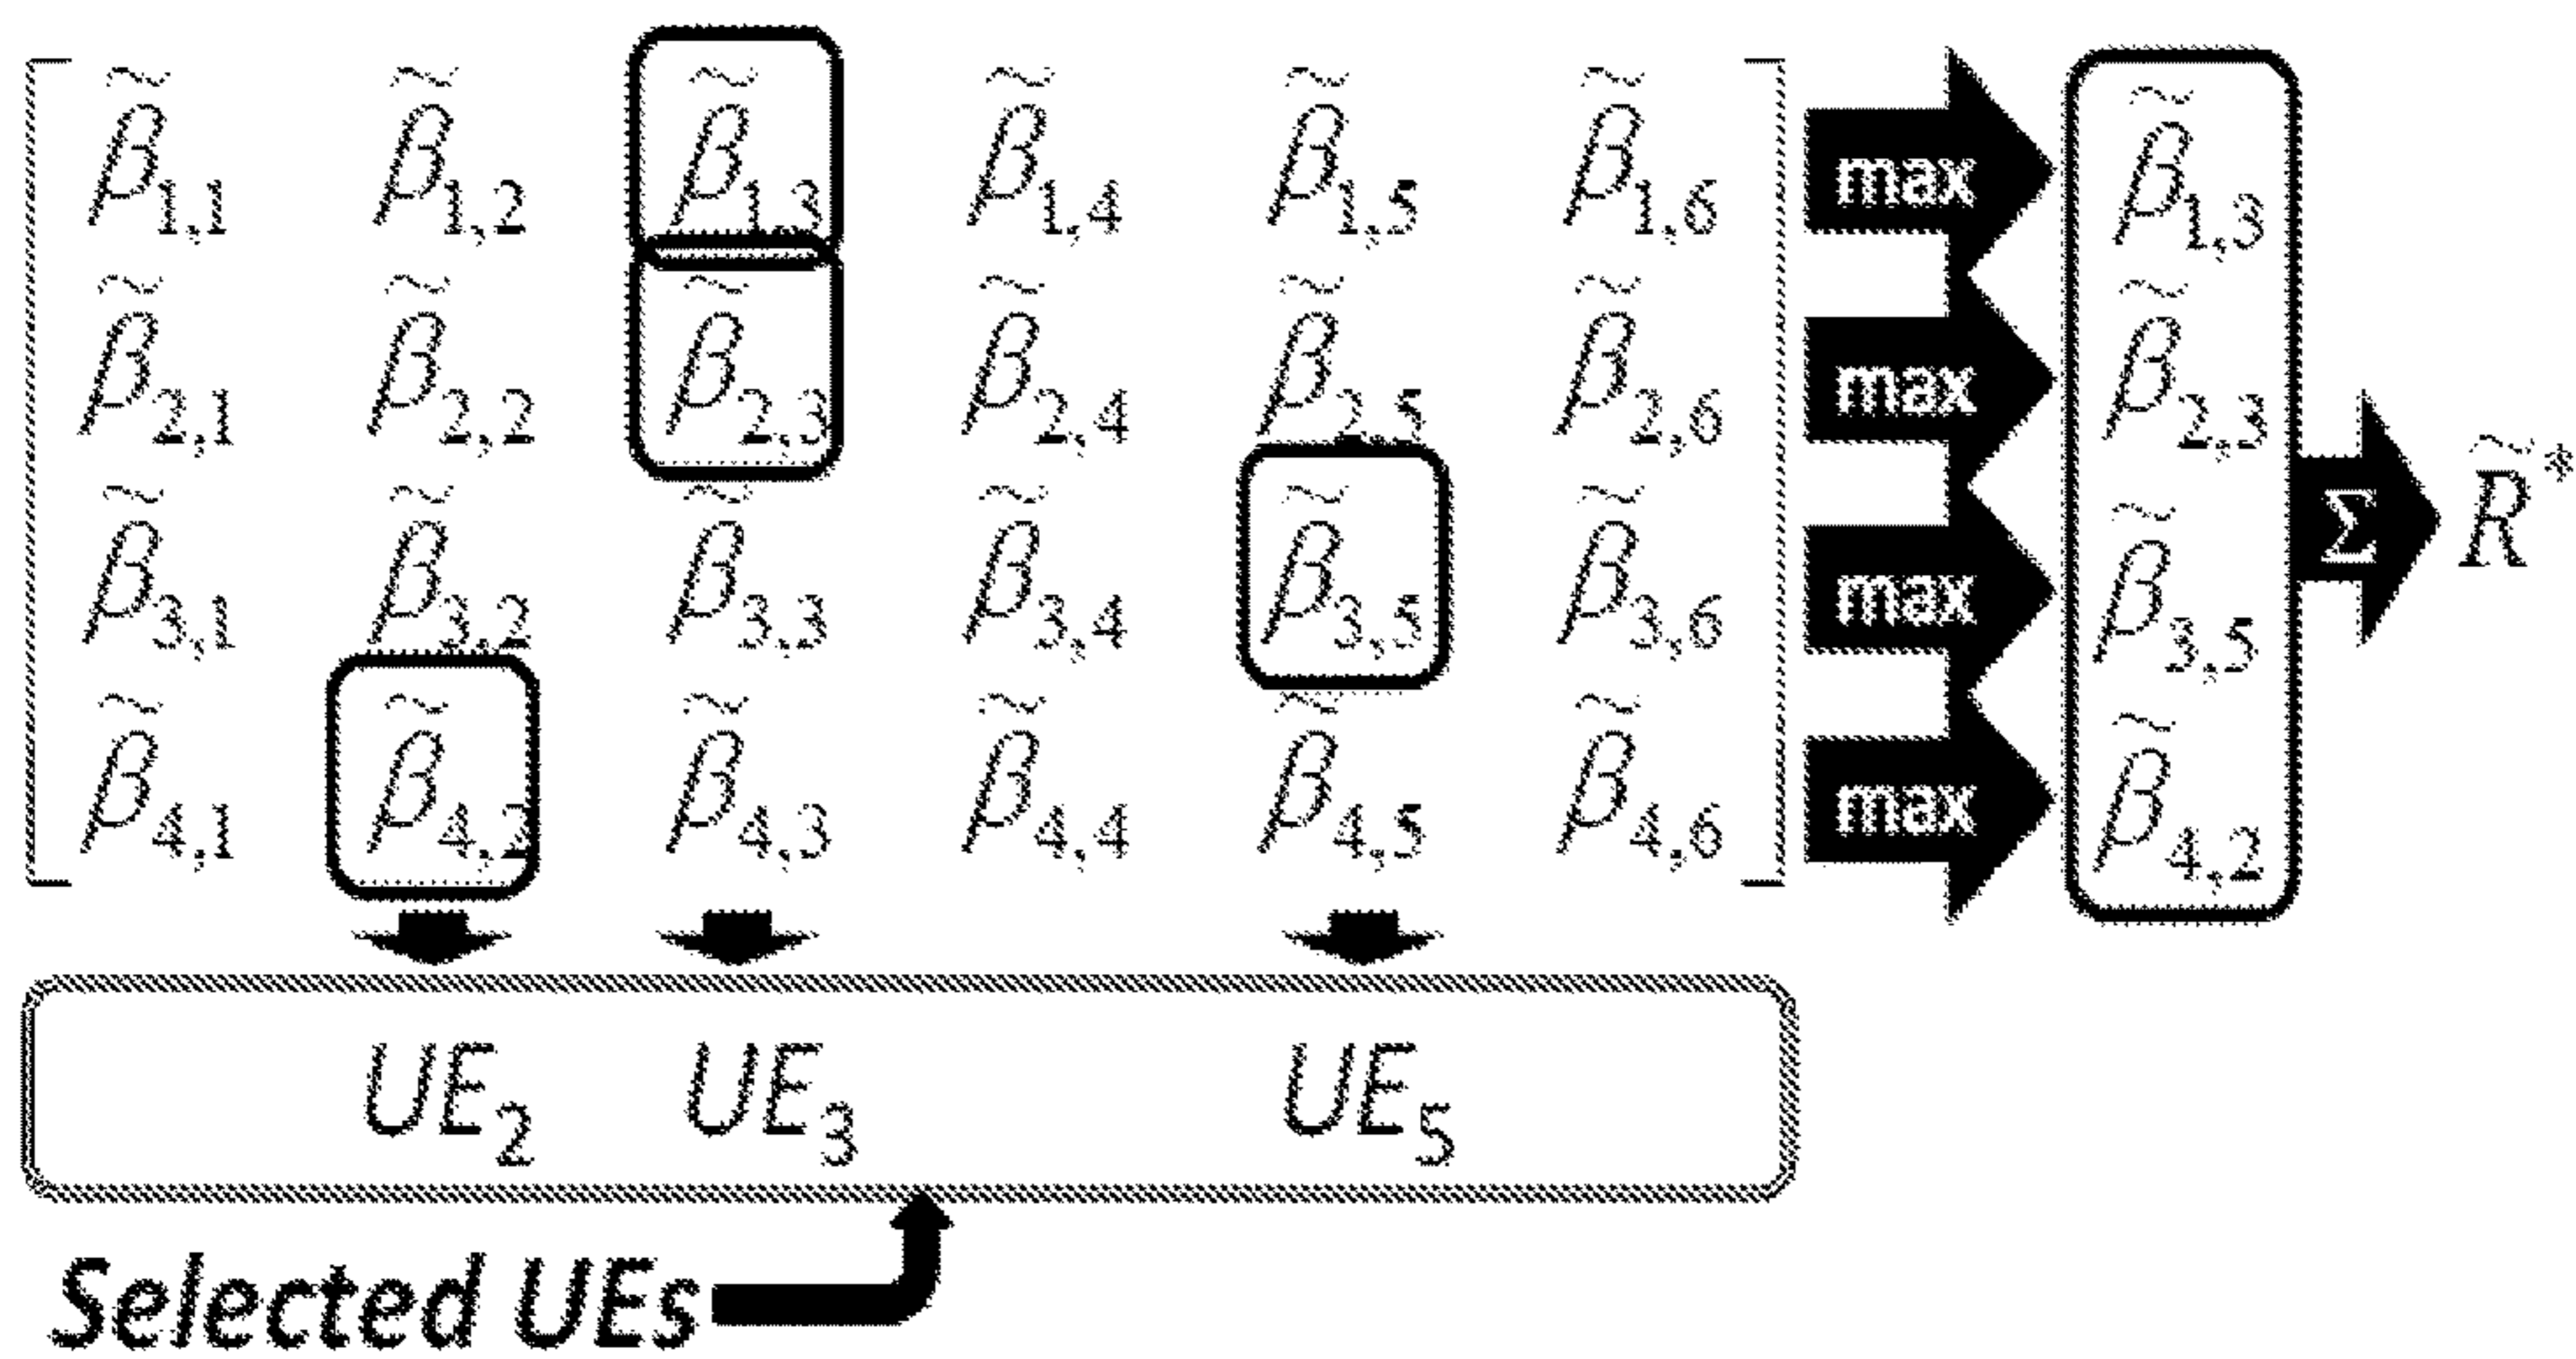 β̃1,1 β̃1,2 β̃1,3 β̃1,4 β̃1,5 β̃1,6 max β̃1,3
β̃2,1 β̃2,2 β̃2,3 β̃2,4 β̃2,5 β̃2,6 max β̃2,3
Σ R̃*
β̃3,1 β̃3,2 β̃3,3 β̃3,4 β̃3,5 β̃3,6 max β̃3,5
β̃4,1 β̃4,2 β̃4,3 β̃4,4 β̃4,5 β̃4,6 max β̃4,2
UE2 UE3 UE5
Selected UEs